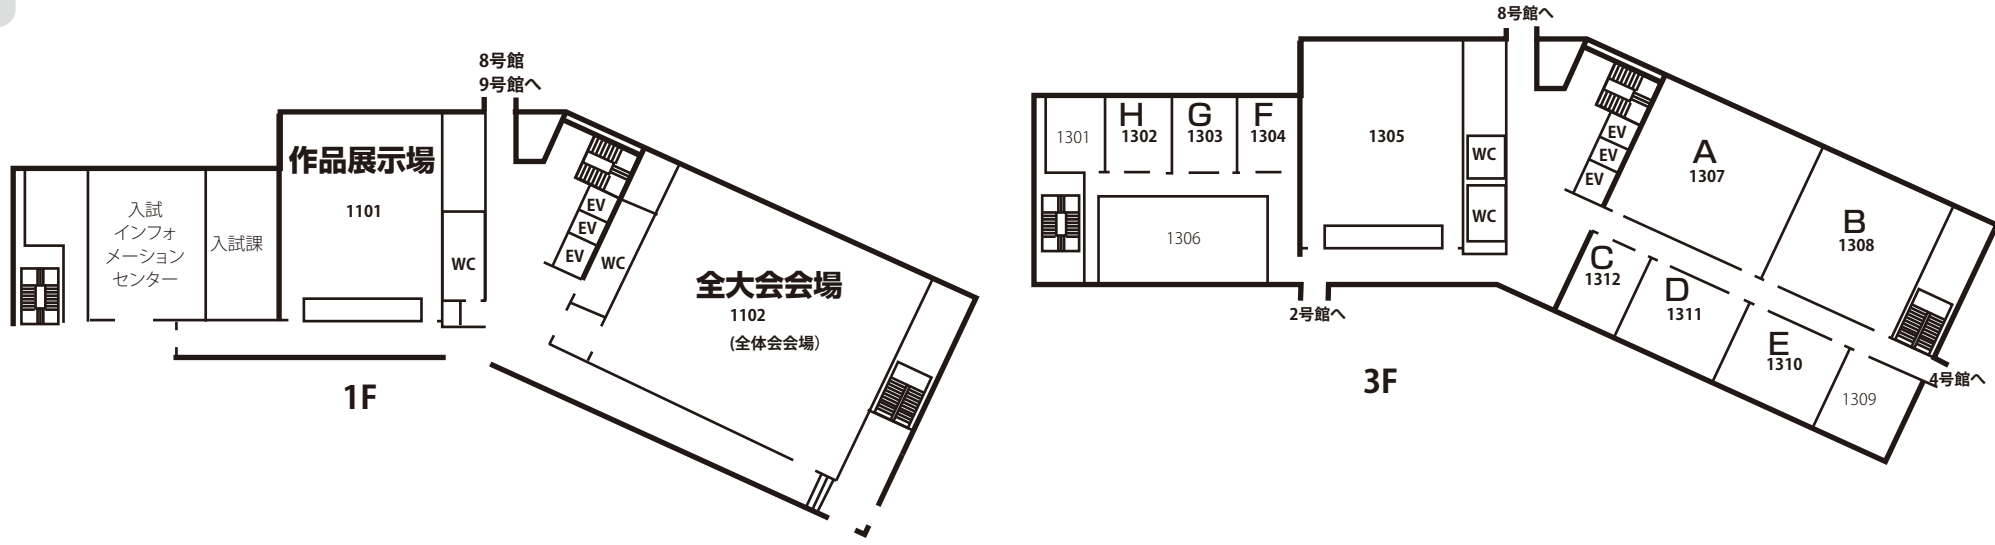 8号館
9号館へ
作品展示場
1101
入試
インフォ
メーション
センター
入試課
WC
EV
EV
EV
WC
全大会会場
1102
(全体会会場)
1F
8号館へ
1301
H
1302
G
1303
F
1304
1305
WC
WC
1306
EV
EV
EV
A
1307
B
1308
C
1312
D
1311
E
1310
1309
2号館へ
4号館へ
3F